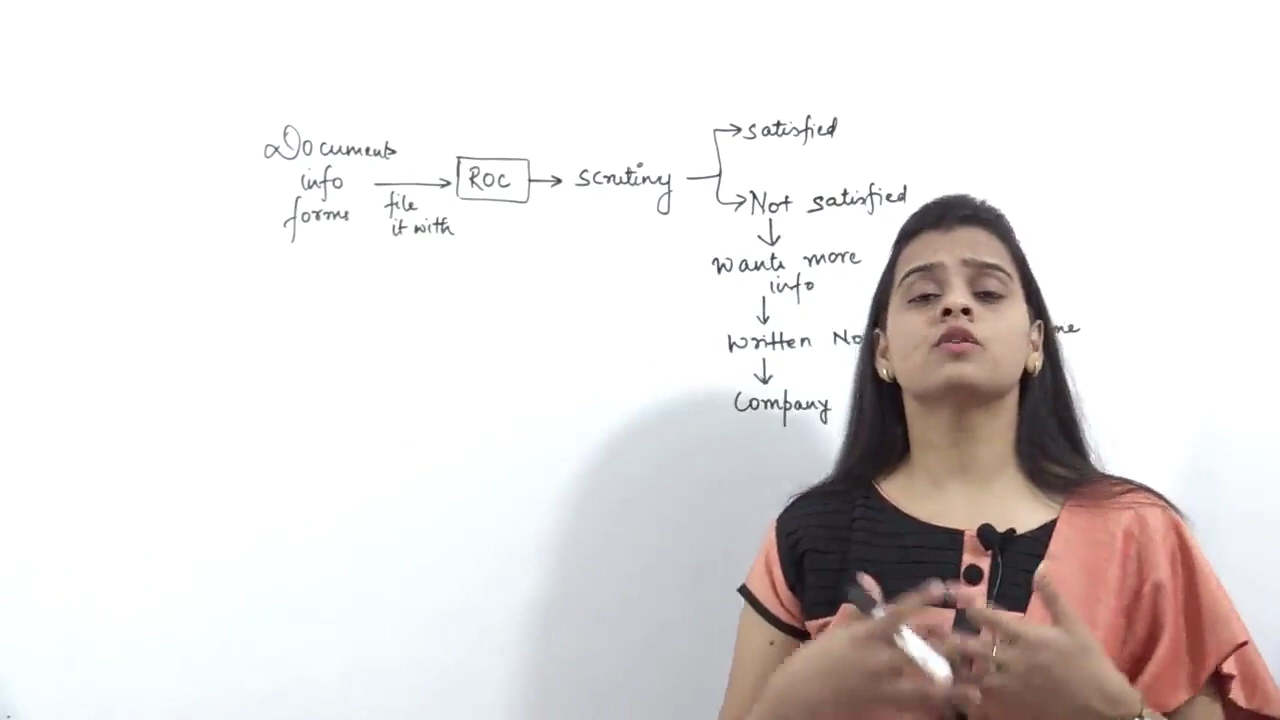 Documents
info
forms
file
it with
ROC
scrutiny
satisfied
Not satisfied
Wants more
info
Written
Company